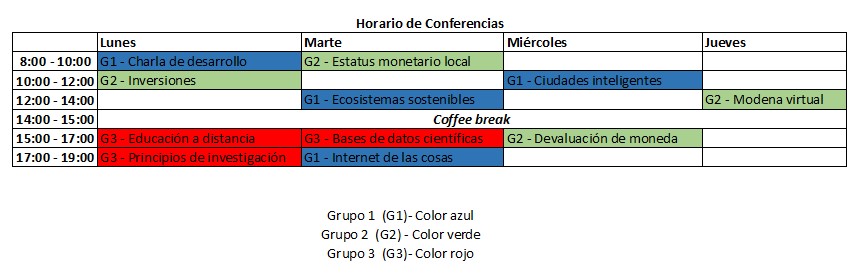 Horario de Conferencias
Lunes Marte Miércoles Jueves
8:00 - 10:00 G1 - Charla de desarrollo G2 - Estatus monetario local
10:00 - 12:00 G2 - Inversiones G1 - Ciudades inteligentes
12:00 - 14:00 G1 - Ecosistemas sostenibles G2 - Modena virtual
14:00 - 15:00 Coffee break
15:00 - 17:00 G3 - Educación a distancia G3 - Bases de datos científicas G2 - Devaluación de moneda
17:00 - 19:00 G3 - Principios de investigación G1 - Internet de las cosas
Grupo 1 (G1)- Color azul
Grupo 2 (G2) - Color verde
Grupo 3 (G3)- Color rojo